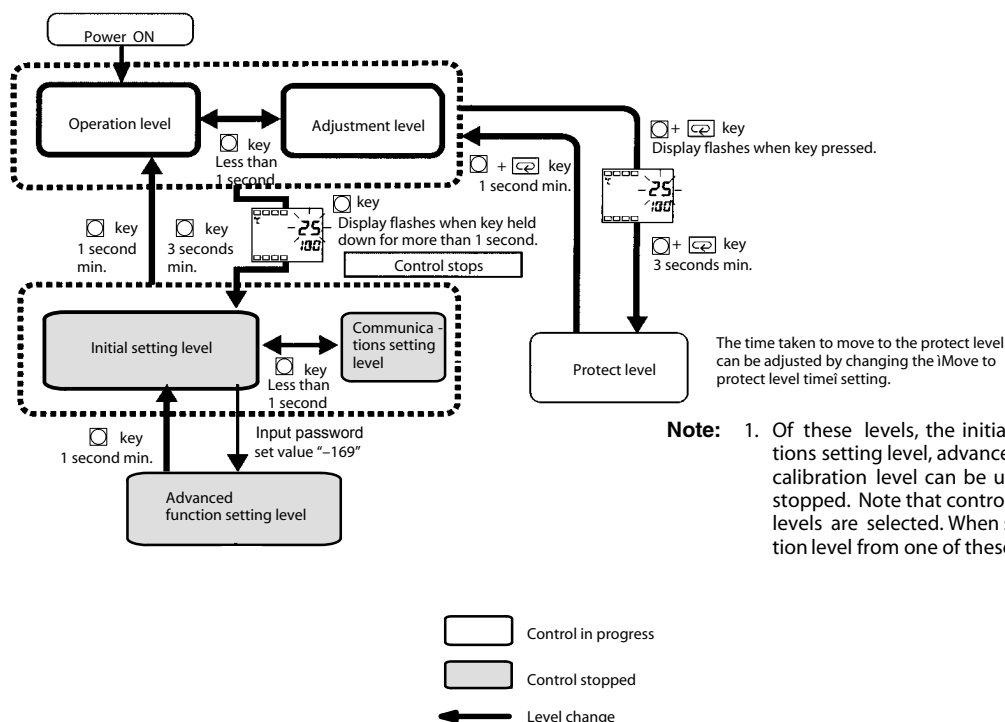 Power ON
Operation level
Adjustment level
key
Less than
1 second
+ key
Display flashes when key pressed.
+ key
1 second min.
℃
25
100
+ key
3 seconds min.
key
1 second
min.
key
3 seconds
min.
℃
25
100
key
Display flashes when key held
down for more than 1 second.
Control stops
Initial setting level
key
Less than
1 second
Communica -
tions setting
level
Protect level
The time taken to move to the protect level
can be adjusted by changing the ìMove to
protect level timeî setting.
key
1 second min.
Input password
set value “–169”
Advanced
function setting level
Note: 1. Of these levels, the initia
tions setting level, advance
calibration level can be u
stopped. Note that control
levels are selected. When s
tion level from one of these
Control in progress
Control stopped
Level change